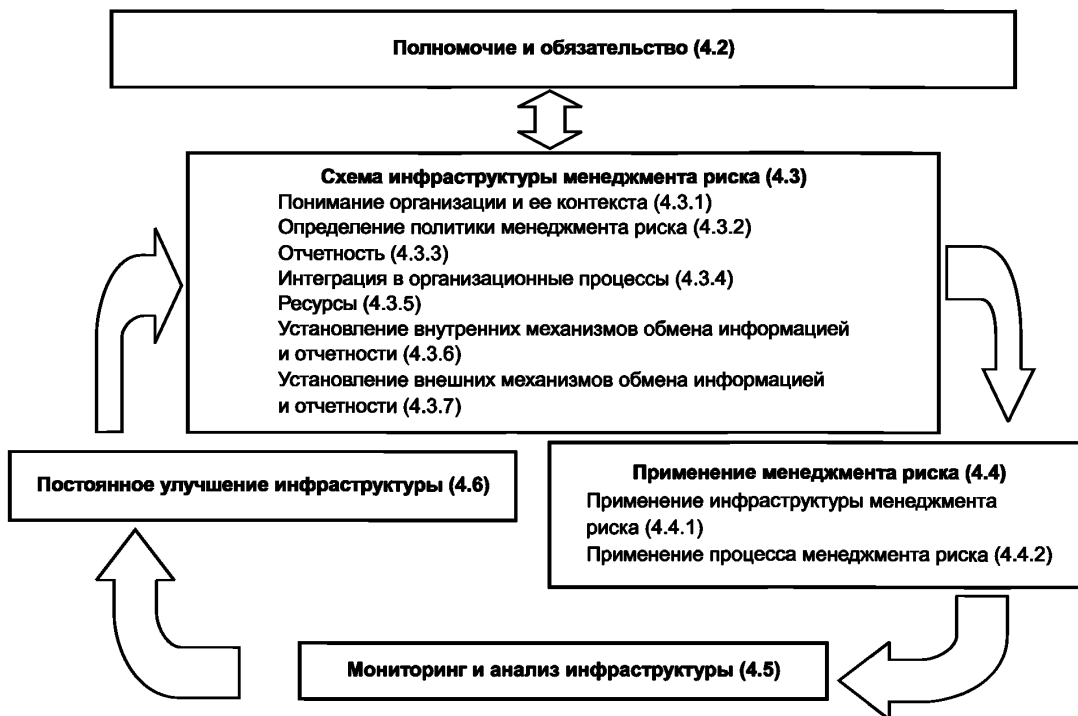 Полномочие и обязательство (4.2)
Схема инфраструктуры менеджмента риска (4.3)
Понимание организации и ее контекста (4.3.1)
Определение политики менеджмента риска (4.3.2)
Отчетность (4.3.3)
Интеграция в организационные процессы (4.3.4)
Ресурсы (4.3.5)
Установление внутренних механизмов обмена информацией
и отчетности (4.3.6)
Установление внешних механизмов обмена информацией
и отчетности (4.3.7)
Постоянное улучшение инфраструктуры (4.6)
Применение менеджмента риска (4.4)
Применение инфраструктуры менеджмента
риска (4.4.1)
Применение процесса менеджмента риска (4.4.2)
Мониторинг и анализ инфраструктуры (4.5)